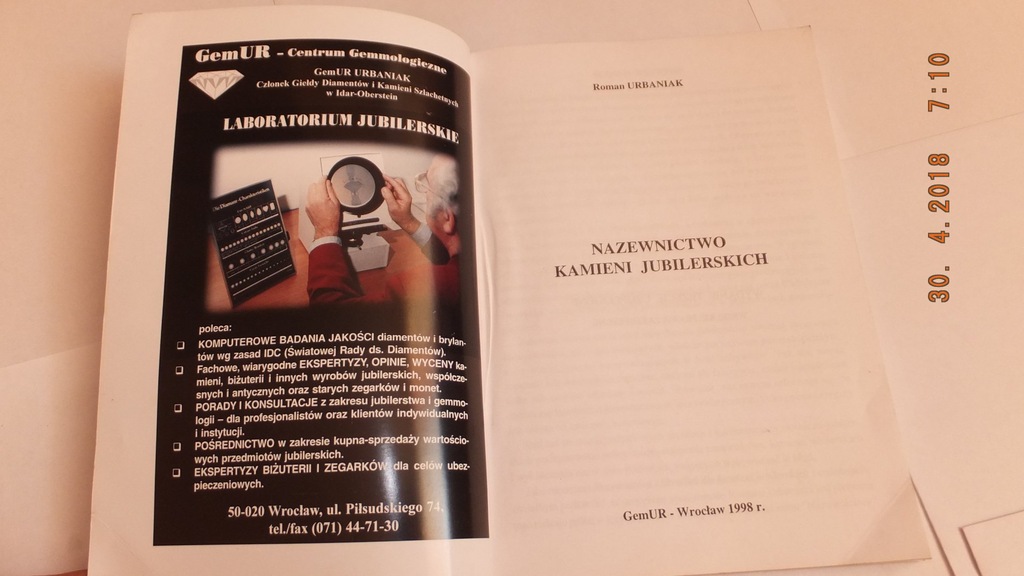 GemUR - Centrum Gemmologiczne
GemUR URBANIAK
Członek Giełdy Diamentów i Kamieni Szlachetnych
w Idar-Oberstein
LABORATORIUM JUBILERSKIE
poleca:
❑ KOMPUTEROWE BADANIA JAKOŚCI diamentów i brylan-
tów wg zasad IDC (Światowej Rady ds. Diamentów).
❑ Fachowe, wiarygodne EKSPERTYZY, OPINIE, WYCENY ka-
mieni, biżuterii i innych wyrobów jubilerskich, współcze-
snych i antycznych oraz starych zegarków i monet.
❑ PORADY I KONSULTACJE z zakresu jubilerstwa i gemmo-
logii – dla profesjonalistów oraz klientów indywidualnych
i instytucji.
❑ POŚREDNICTWO w zakresie kupna-sprzedaży wartościo-
wych przedmiotów jubilerskich.
❑ EKSPERTYZY BIŻUTERII I ZEGARKÓW dla celów ubez-
pieczeniowych.
50-020 Wrocław, ul. Piłsudskiego 74,
tel./fax (071) 44-71-30
Roman URBANIAK
NAZEWNICTWO
KAMIENI JUBILERSKICH
GemUR - Wrocław 1998 r.
30. 4.2018 7:10